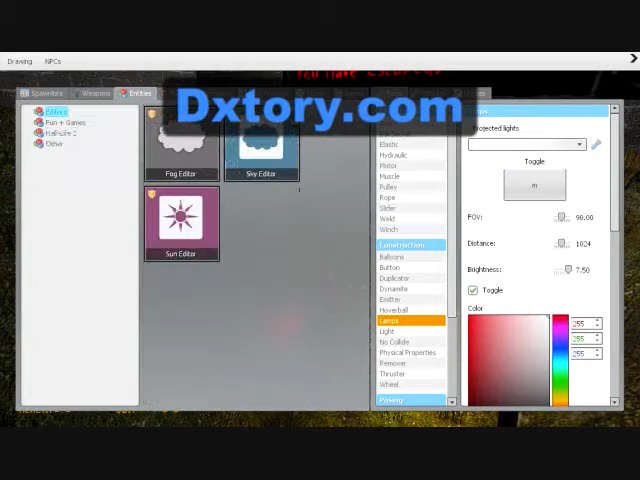 Drawing NPCs
You Have Escaped
Spawnlists Weapons Entities
Dxtory.com
Editors
Fun + Games
Half-Life 2
Other
Fog Editor
Sky Editor
Sun Editor
Elastic
Hydraulic
Motor
Muscle
Pulley
Rope
Slider
Weld
Winch
Construction
Balloons
Button
Duplicator
Dynamite
Emitter
Hoverball
Lamps
Light
No Collide
Physical Properties
Remover
Thruster
Wheel
Posing
Projected lights
Toggle
m
FOV: 90.00
Distance: 1024
Brightness: 7.50
Toggle
Color
255
255
255